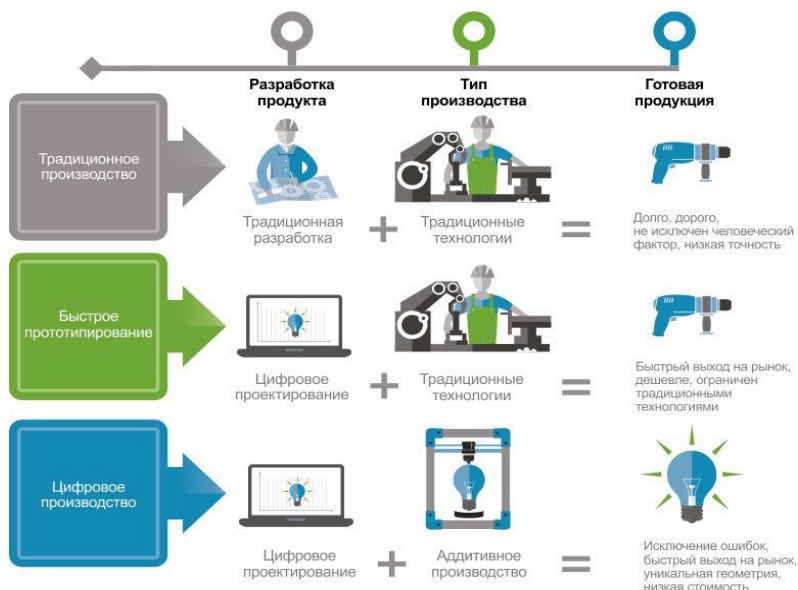 Разработка
продукта
Тип
производства
Готовая
продукция
Традиционное
производство
Традиционная
разработка
+
Традиционные
технологии
=
Долго, дорого,
не исключен человеческий
фактор, низкая точность
Быстрое
прототипирование
Цифровое
проектирование
+
Традиционные
технологии
=
Быстрый выход на рынок,
дешевле, ограничен
традиционными
технологиями
Цифровое
производство
Цифровое
проектирование
+
Аддитивное
производство
=
Исключение ошибок,
быстрый выход на рынок,
уникальная геометрия,
низкая стоимость